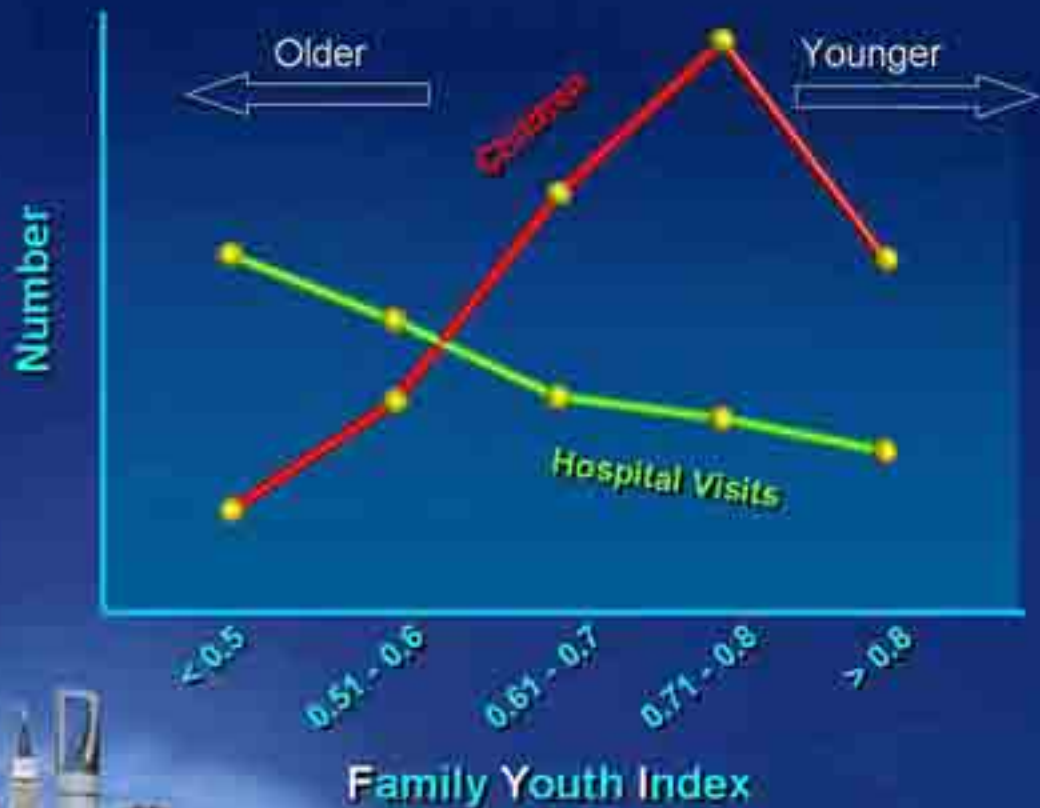 Older
Younger
Number
Hospital Visits
< 0.5
0.51 - 0.6
0.61 - 0.7
0.71 - 0.8
> 0.8
Family Youth Index